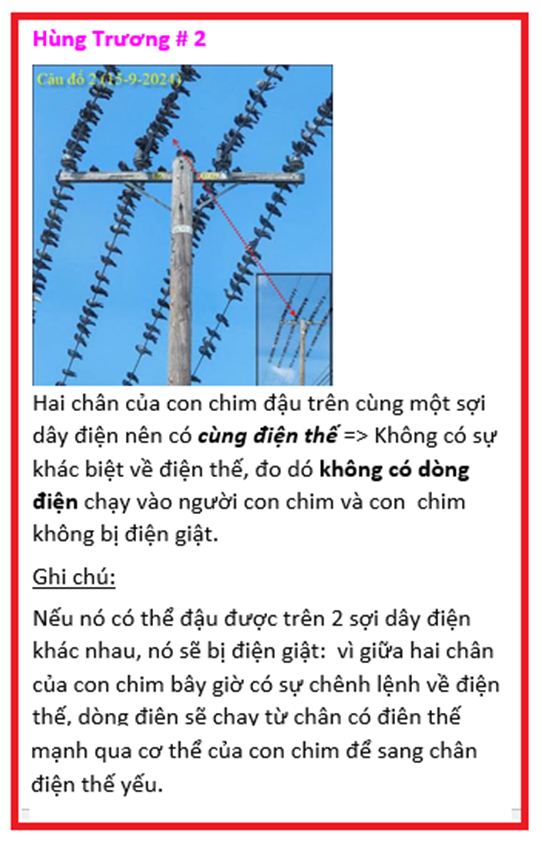 Hùng Trương # 2
Câu đố 2 (15-9-2024)
Hai chân của con chim đậu trên cùng một sợi
dây điện nên có cùng điện thế => Không có sự
khác biệt về điện thế, đo dó không có dòng
điện chạy vào người con chim và con chim
không bị điện giật.
Ghi chú:
Nếu nó có thể đậu được trên 2 sợi dây điện
khác nhau, nó sẽ bị điện giật: vì giữa hai chân
của con chim bây giờ có sự chênh lệnh về điện
thế, dòng điện sẽ chạy từ chân có điện thế
mạnh qua cơ thể của con chim để sang chân
điện thế yếu.